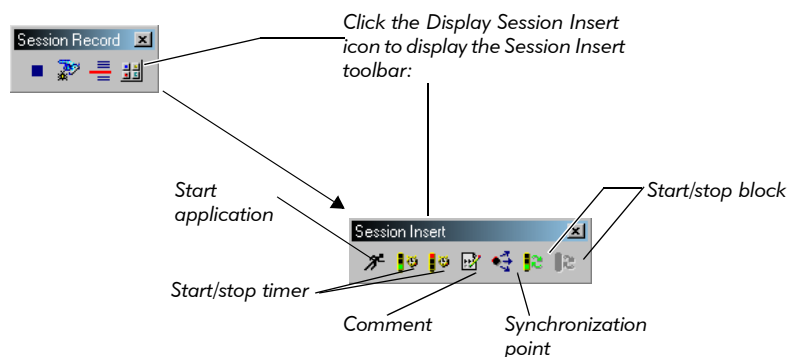 Click the Display Session Insert
icon to display the Session Insert
toolbar:
Session Record
Start
application
Start/stop block
Session Insert
Start/stop timer
Comment
Synchronization
point